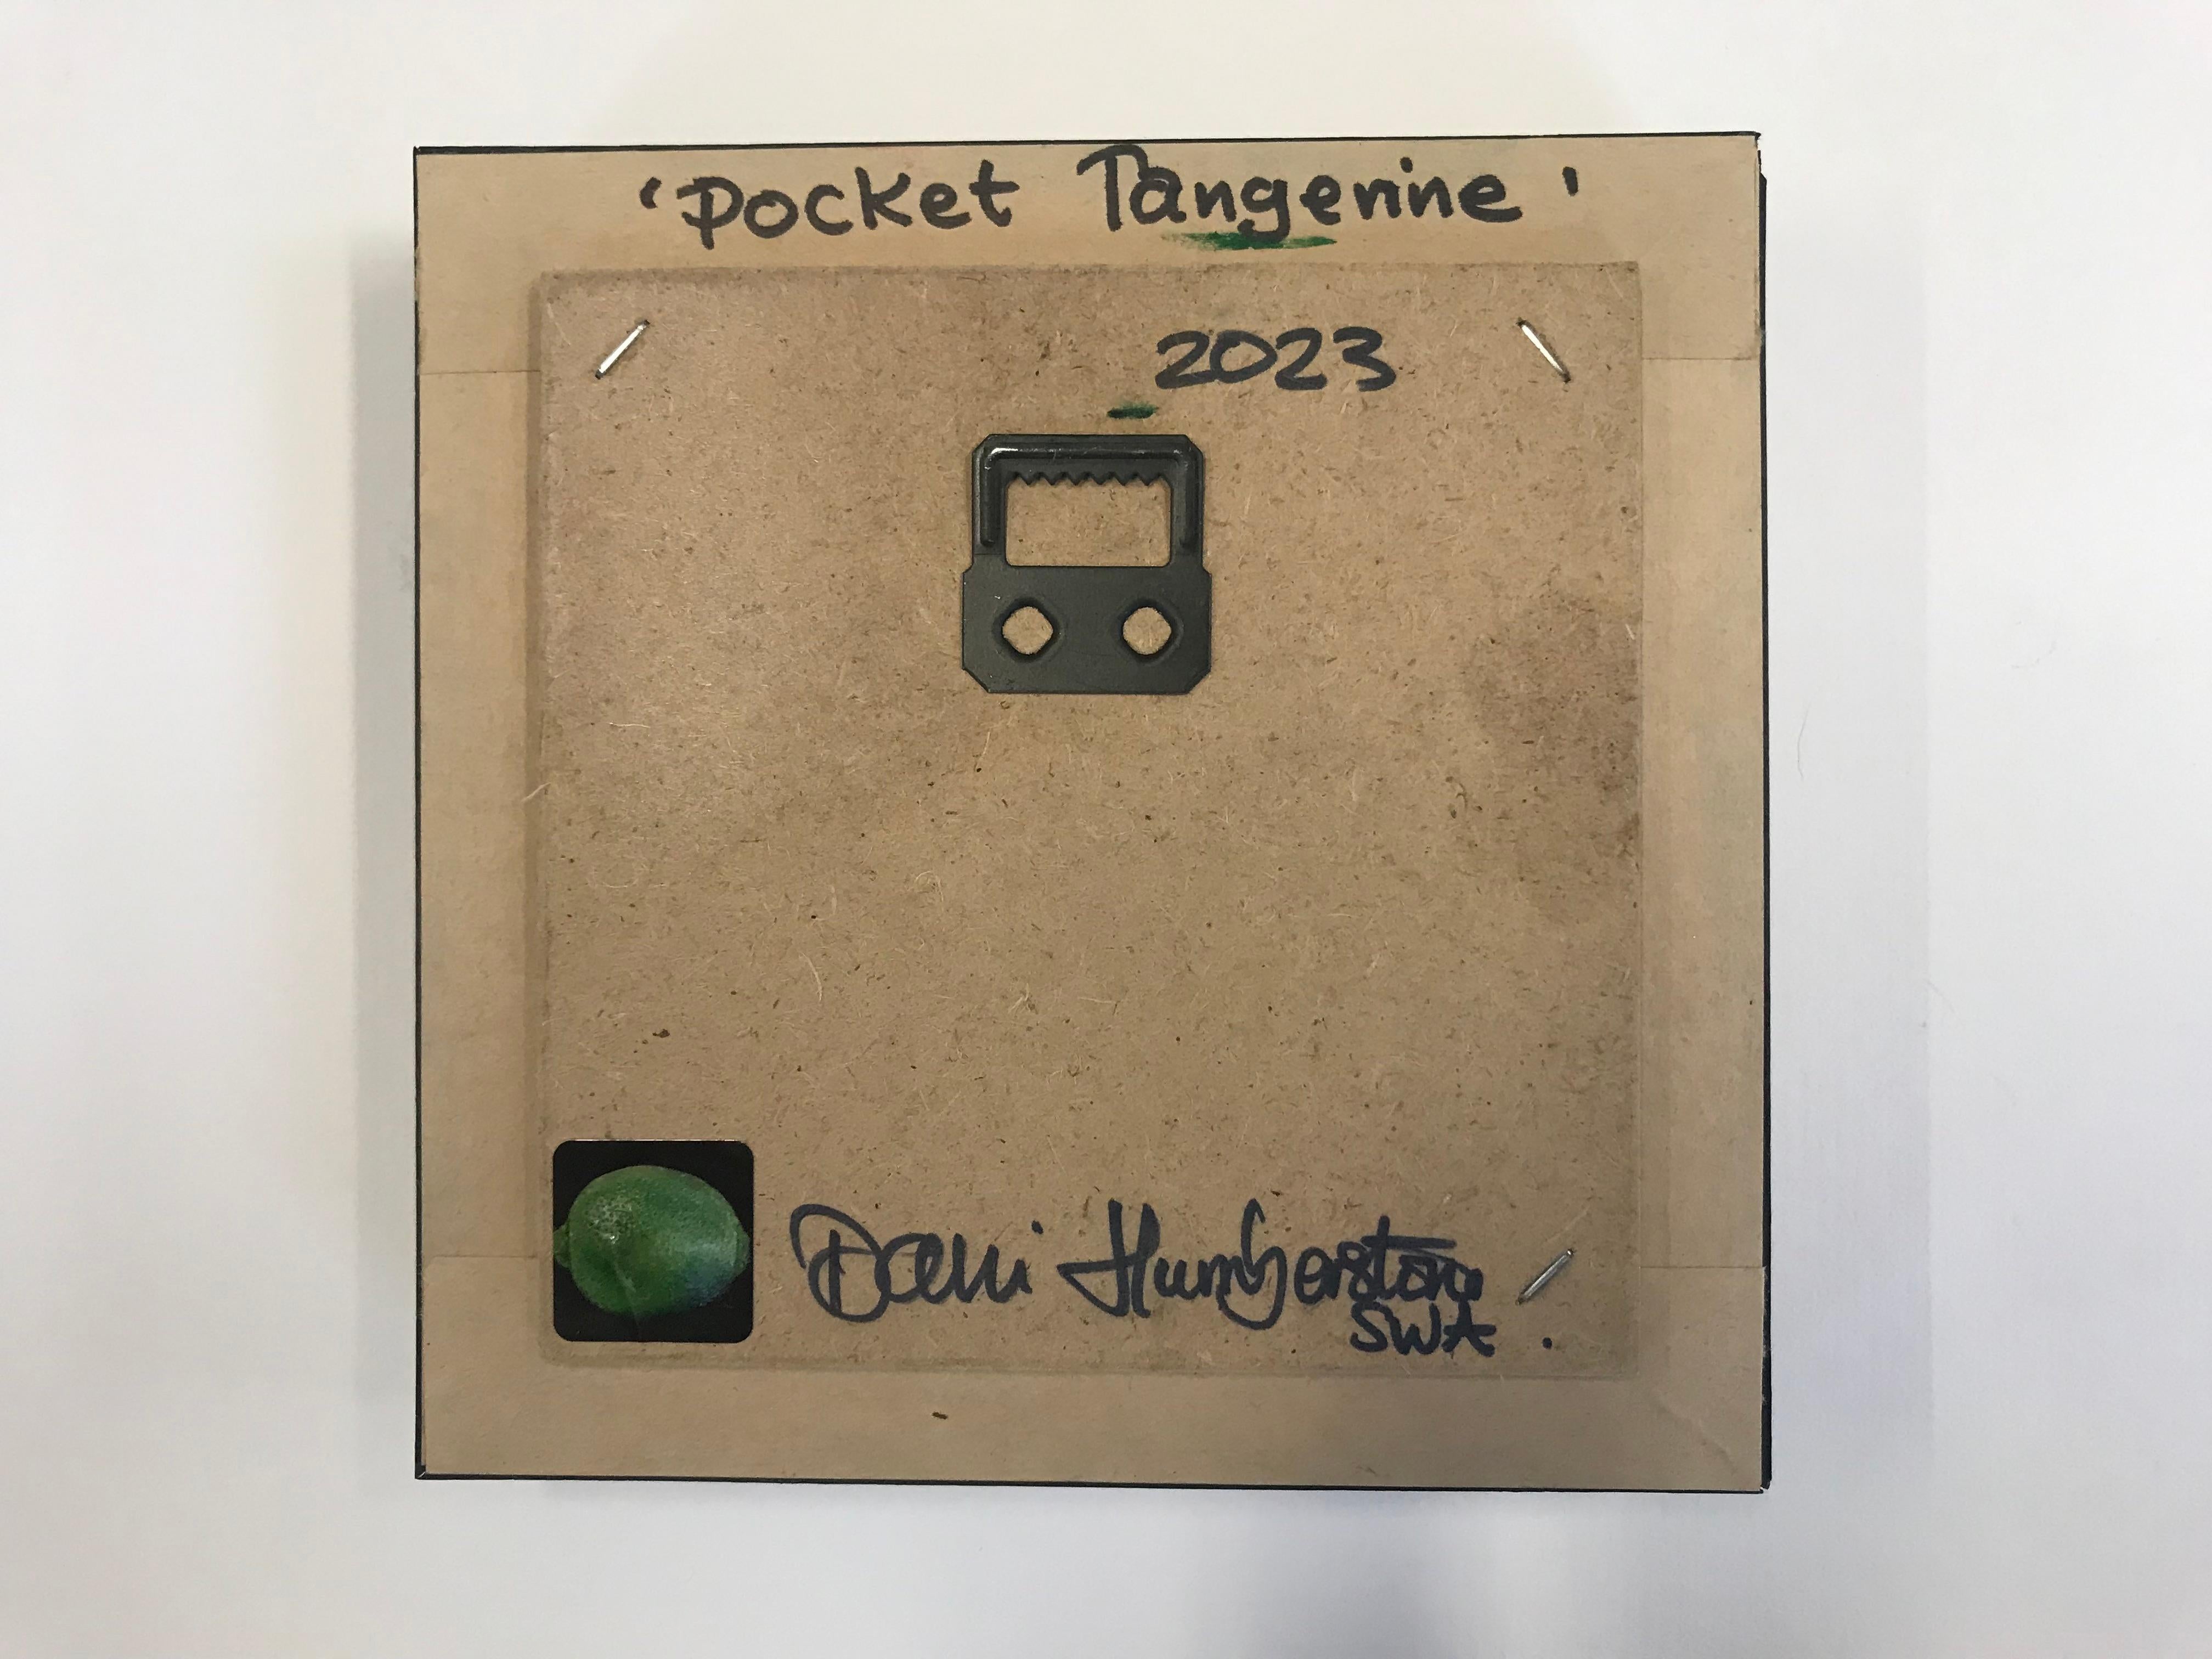 'Pocket Tangerine'
2023
Dani Humberstone
SWA.